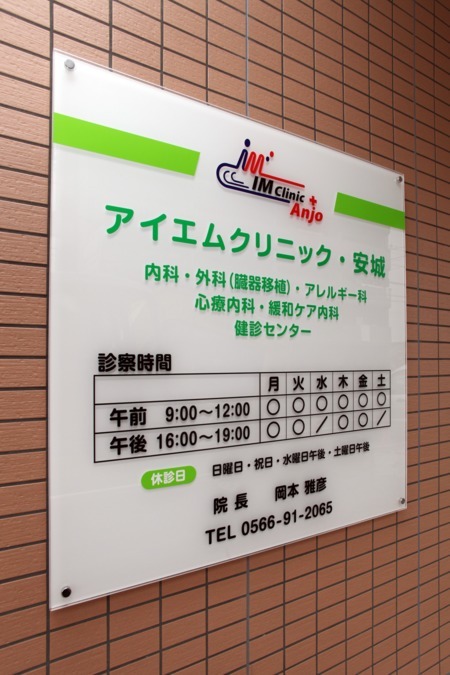 im
IM Clinic
Anjo
アイエムクリニック・安城
内科・外科(臓器移植)・アレルギー科
心療内科・緩和ケア内科
健診センター
診察時間
月 火 水 木 金 土
午前 9:00〜12:00 ○ ○ ○ ○ ○ ○
午後 16:00〜19:00 ○ ○ / ○ ○ /
休診日 日曜日・祝日・水曜日午後・土曜日午後
院長 岡本 雅彦
TEL 0566-91-2065